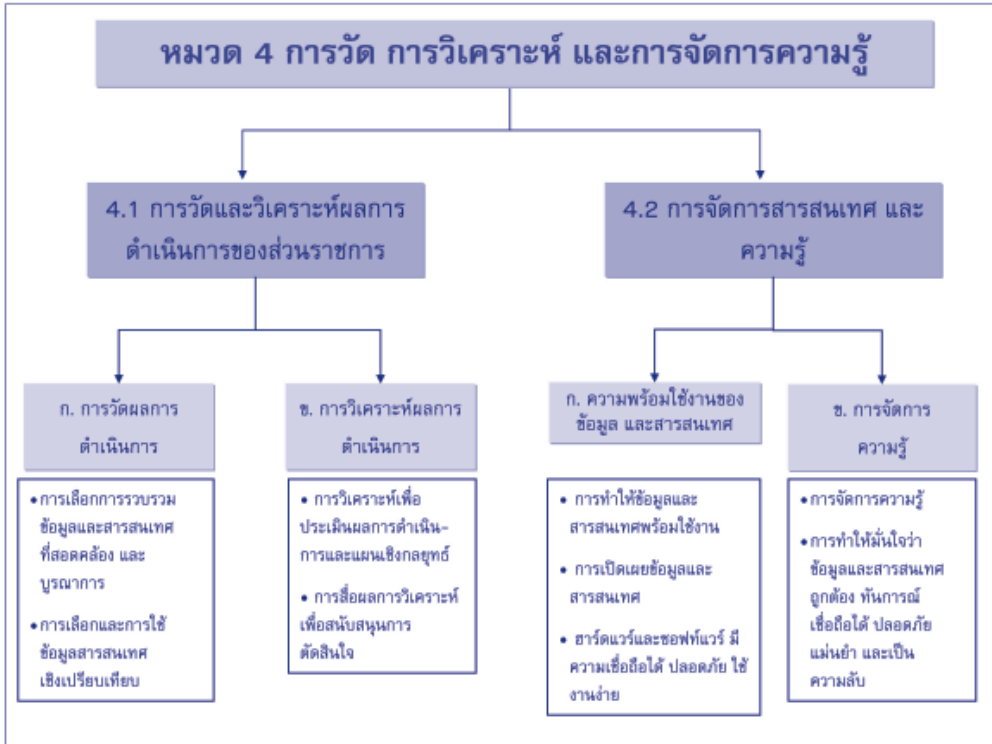 หมวด 4 การวัด การวิเคราะห์ และการจัดการความรู้
4.1 การวัดและวิเคราะห์ผลการ
ดำเนินการของส่วนราชการ
4.2 การจัดการสารสนเทศ และ
ความรู้
ก. การวัดผลการ
ดำเนินการ
ข. การวิเคราะห์ผลการ
ดำเนินการ
ก. ความพร้อมใช้งานของ
ข้อมูล และสารสนเทศ
ข. การจัดการ
ความรู้
• การเลือกการรวบรวม
ข้อมูลและสารสนเทศ
ที่สอดคล้อง และ
บูรณาการ
• การเลือกและการใช้
ข้อมูลสารสนเทศ
เชิงเปรียบเทียบ
• การวิเคราะห์เพื่อ
ประเมินผลการดำเนิน-
การและแผนเชิงกลยุทธ์
• การสื่อผลการวิเคราะห์
เพื่อสนับสนุนการ
ตัดสินใจ
• การทำให้ข้อมูลและ
สารสนเทศพร้อมใช้งาน
• การเปิดเผยข้อมูลและ
สารสนเทศ
• ฮาร์ดแวร์และซอฟท์แวร์ มี
ความเชื่อถือได้ ปลอดภัย ใช้
งานง่าย
• การจัดการความรู้
• การทำให้มั่นใจว่า
ข้อมูลและสารสนเทศ
ถูกต้อง ทันการณ์
เชื่อถือได้ ปลอดภัย
แม่นยำ และเป็น
ความลับ